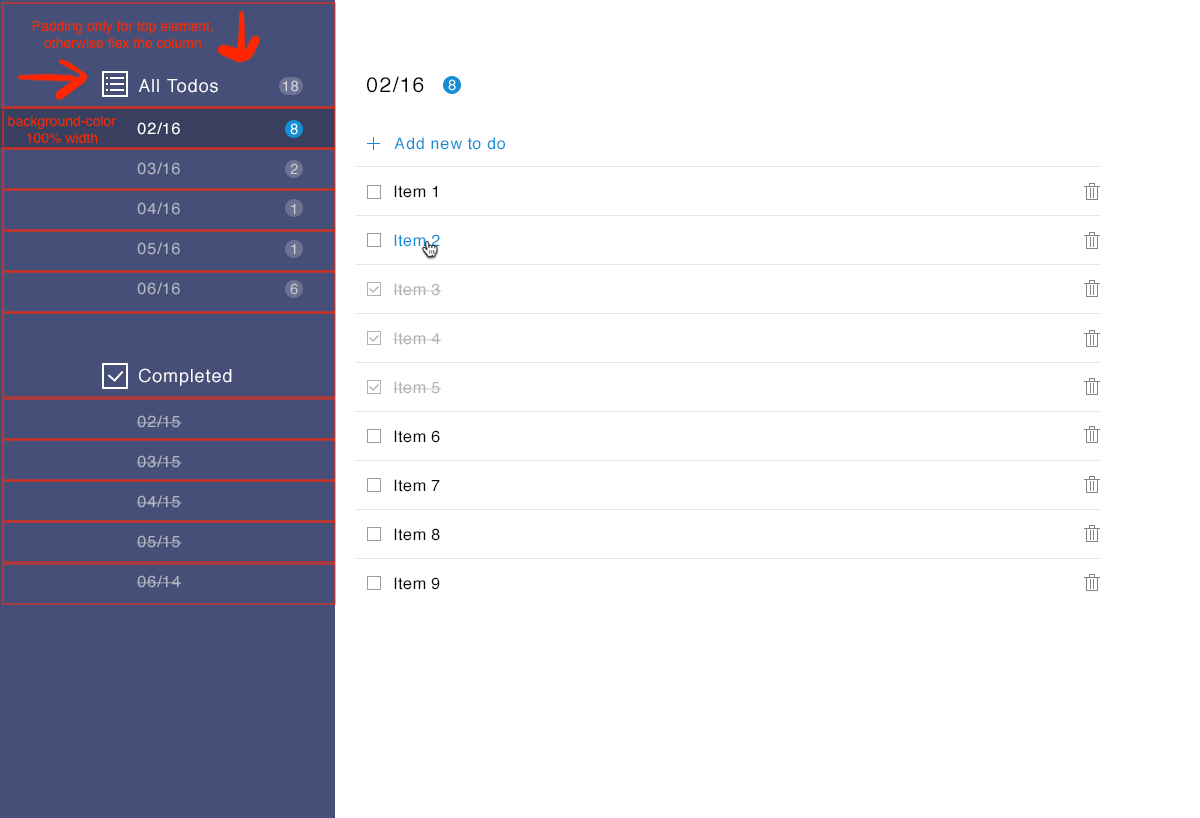 Padding only for top element,
otherwise flex the column
All Todos 18
background-color
100% width
02/16 8
03/16 2
04/16 1
05/16 1
06/16 6
Completed
02/15
03/15
04/15
05/15
06/14
02/16 8
Add new to do
Item 1
Item 2
Item 3
Item 4
Item 5
Item 6
Item 7
Item 8
Item 9